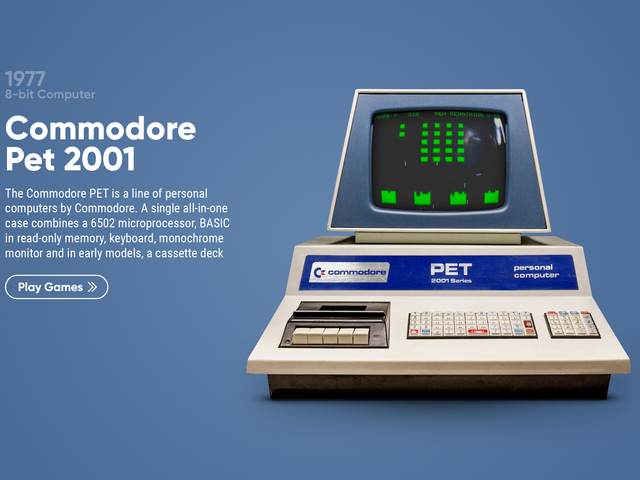 1977
8-bit Computer
Commodore
Pet 2001
The Commodore PET is a line of personal
computers by Commodore. A single all-in-one
case combines a 6502 microprocessor, BASIC
in read-only memory, keyboard, monochrome
monitor and in early models, a cassette deck
Play Games
MEN REMAINING
commodore
PET
2001 Series
personal
computer